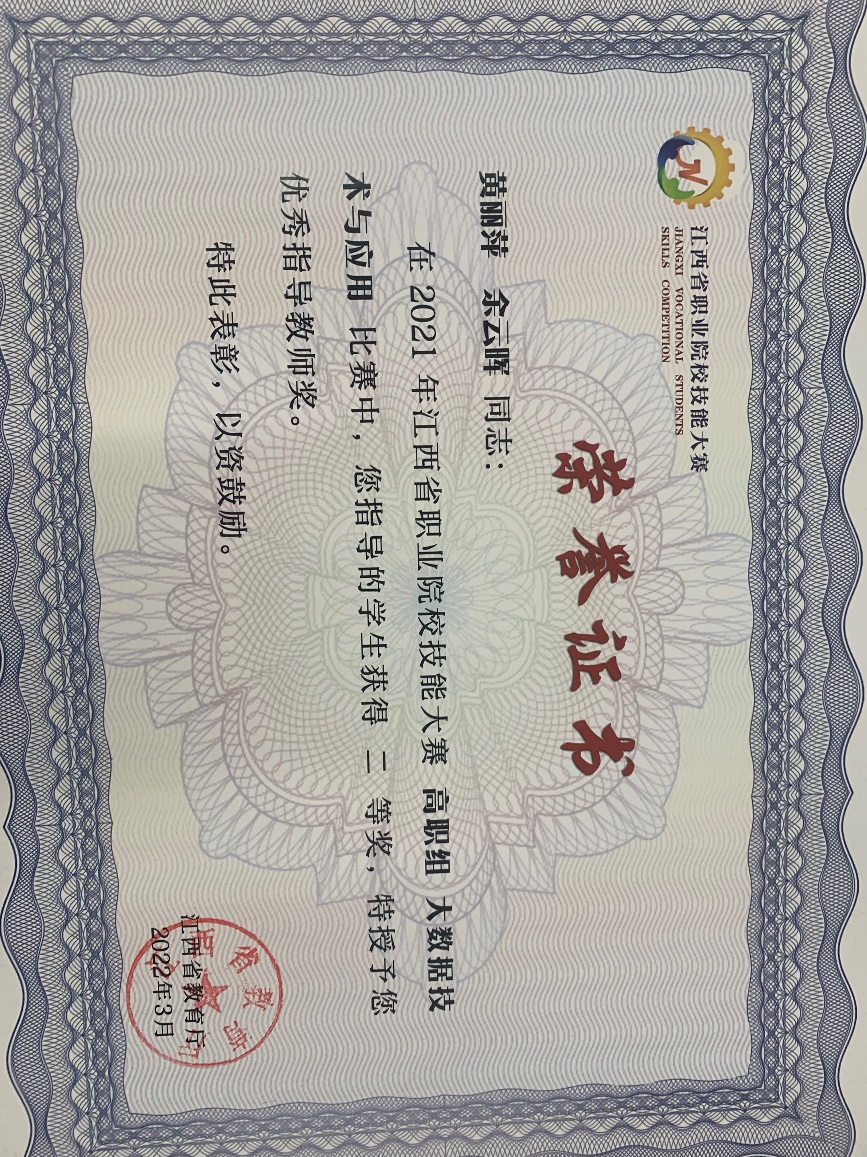 江西省职业院校技能大赛
JIANGXI VOCATIONAL STUDENTS
SKILLS COMPETITION
荣誉证书
黄丽萍 余云晖 同志：
在 2021 年江西省职业院校技能大赛 高职组 大数据技
术与应用 比赛中，您指导的学生获得 二 等奖，特授予您
优秀指导教师奖。
特此表彰，以资鼓励。
江西省教育厅
2022年3月